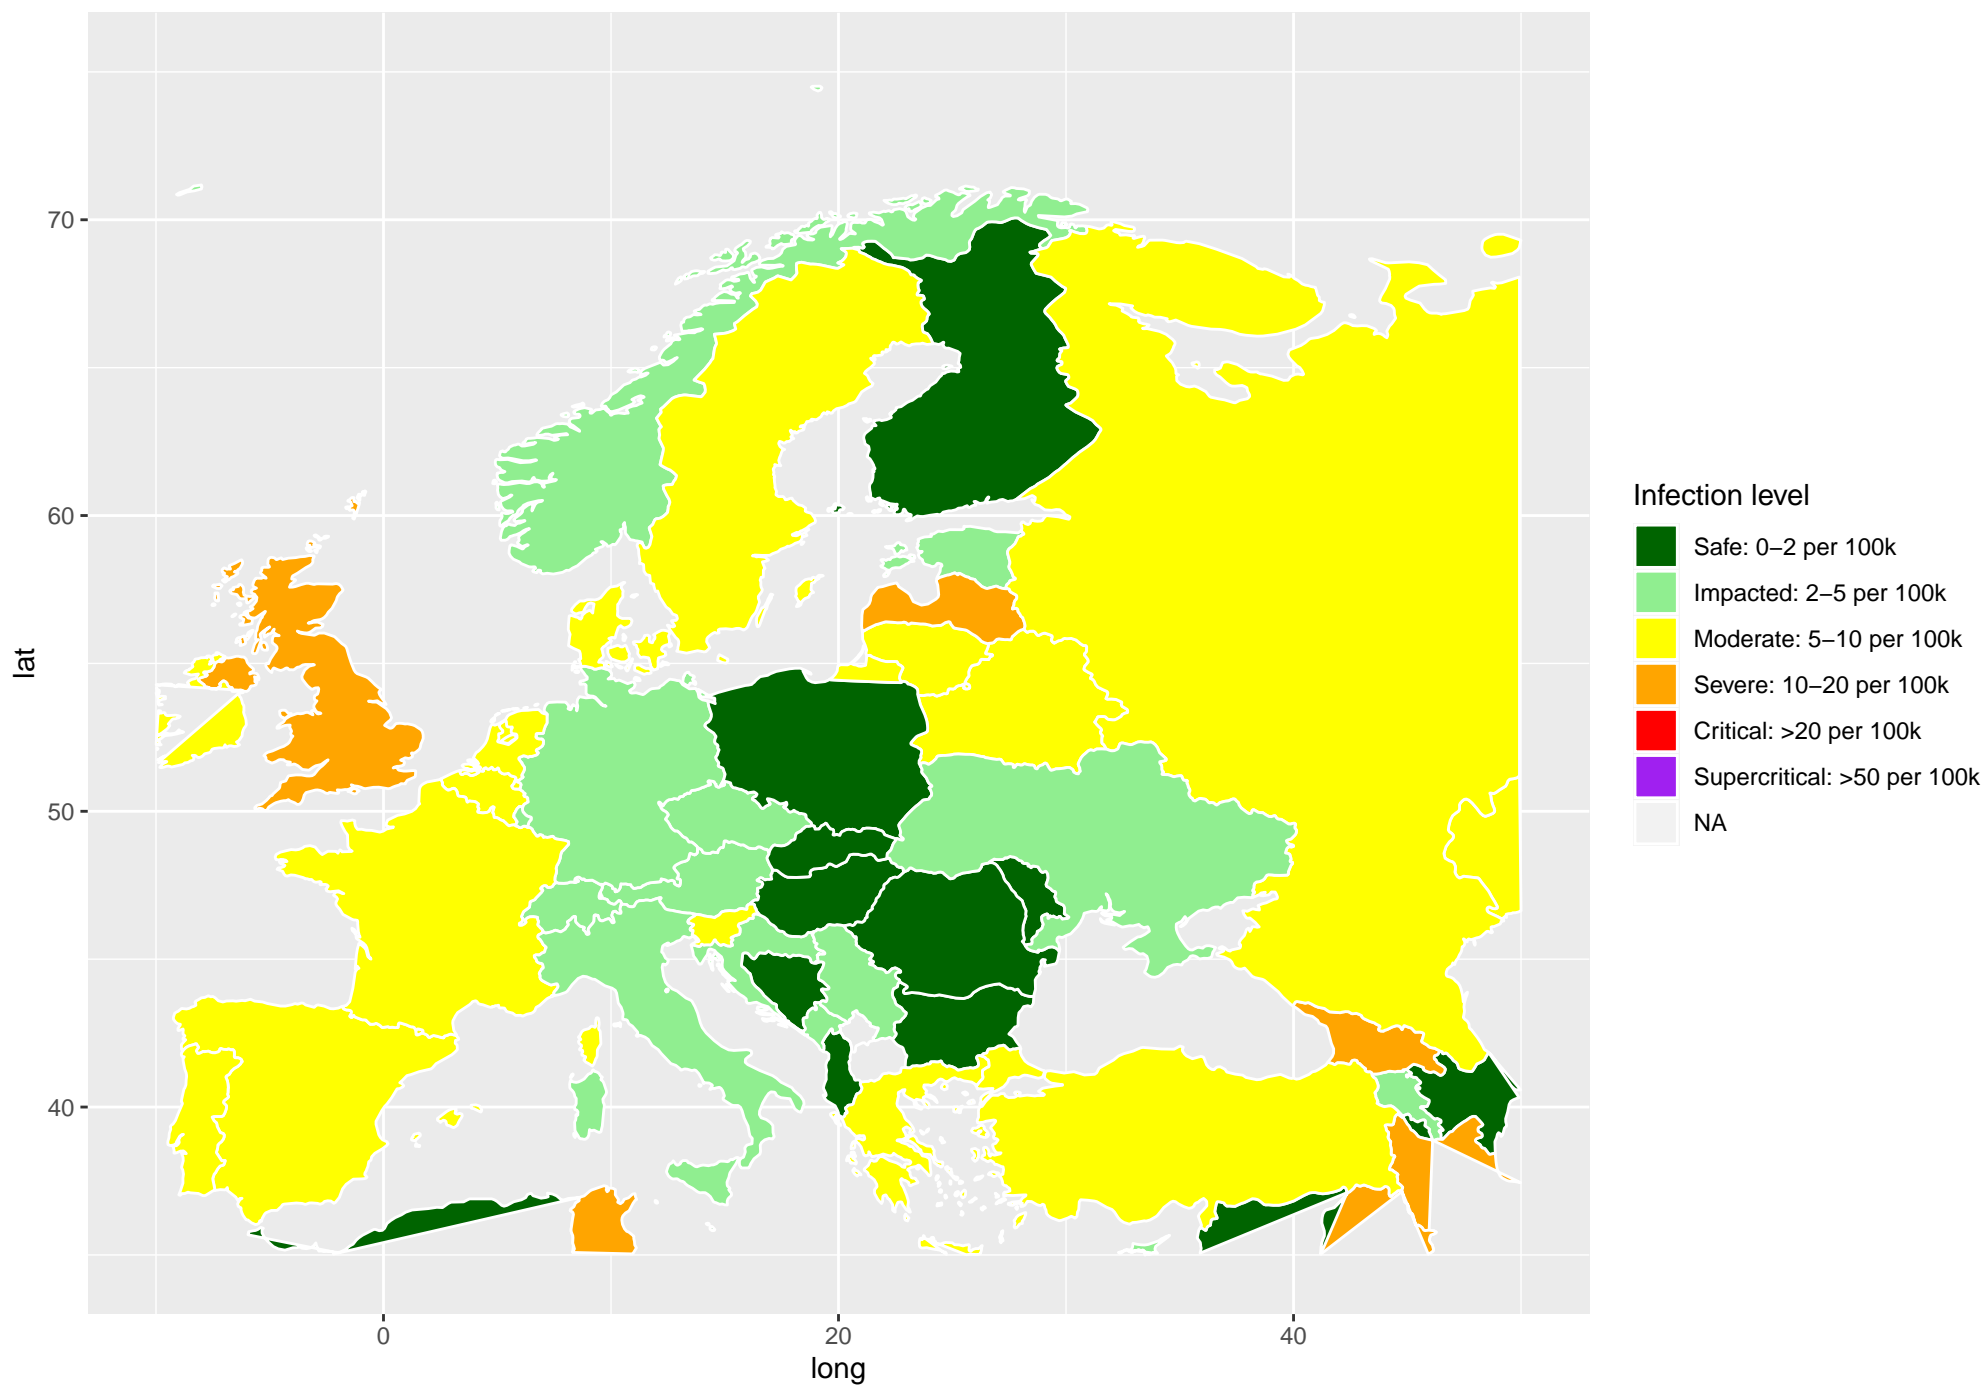 70
60
50
40
lat
0
20
40
long
Infection level
Safe: 0−2 per 100k
Impacted: 2−5 per 100k
Moderate: 5−10 per 100k
Severe: 10−20 per 100k
Critical: >20 per 100k
Supercritical: >50 per 100k
NA